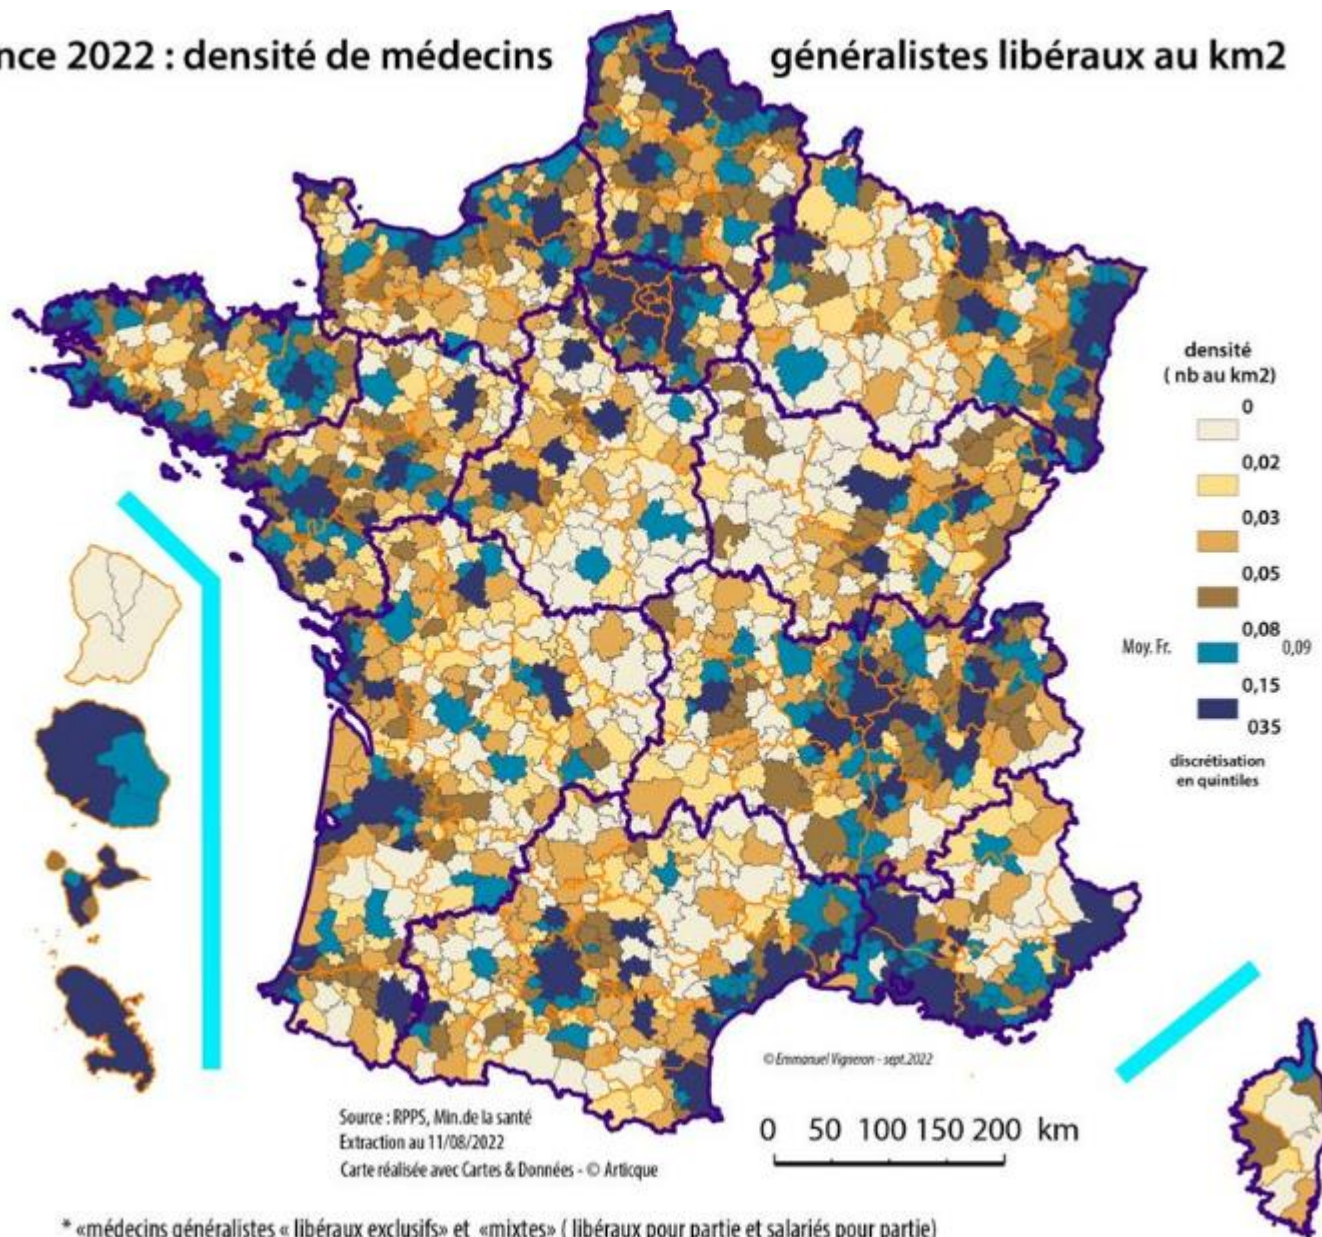 nce 2022 : densité de médecins généralistes libéraux au km2
densité
( nb au km2)
0
0,02
0,03
0,05
0,08
Moy. Fr. 0,09
0,15
035
discrétisation
en quintiles
© Emmanuel Vigneron - sept.2022
Source : RPPS, Min.de la santé
Extraction au 11/08/2022
Carte réalisée avec Cartes & Données - © Articque
0 50 100 150 200 km
* «médecins généralistes « libéraux exclusifs» et «mixtes» ( libéraux pour partie et salariés pour partie)